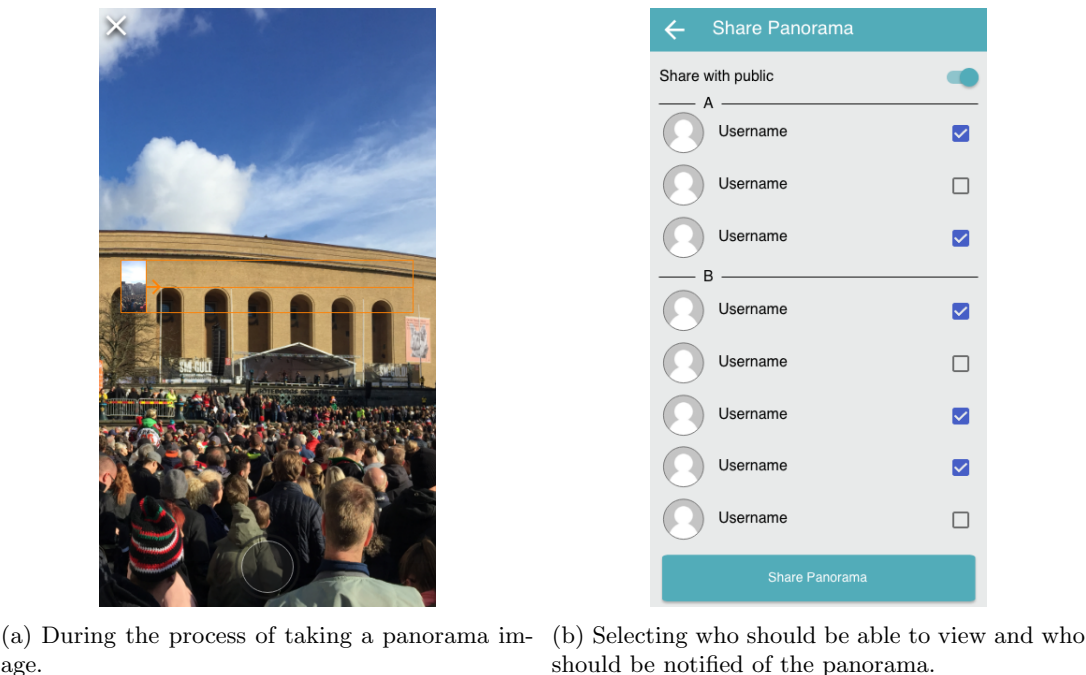 Share Panorama
Share with public
A
Username
Username
Username
B
Username
Username
Username
Username
Username
Share Panorama
(a) During the process of taking a panorama im-
age.
(b) Selecting who should be able to view and who
should be notified of the panorama.